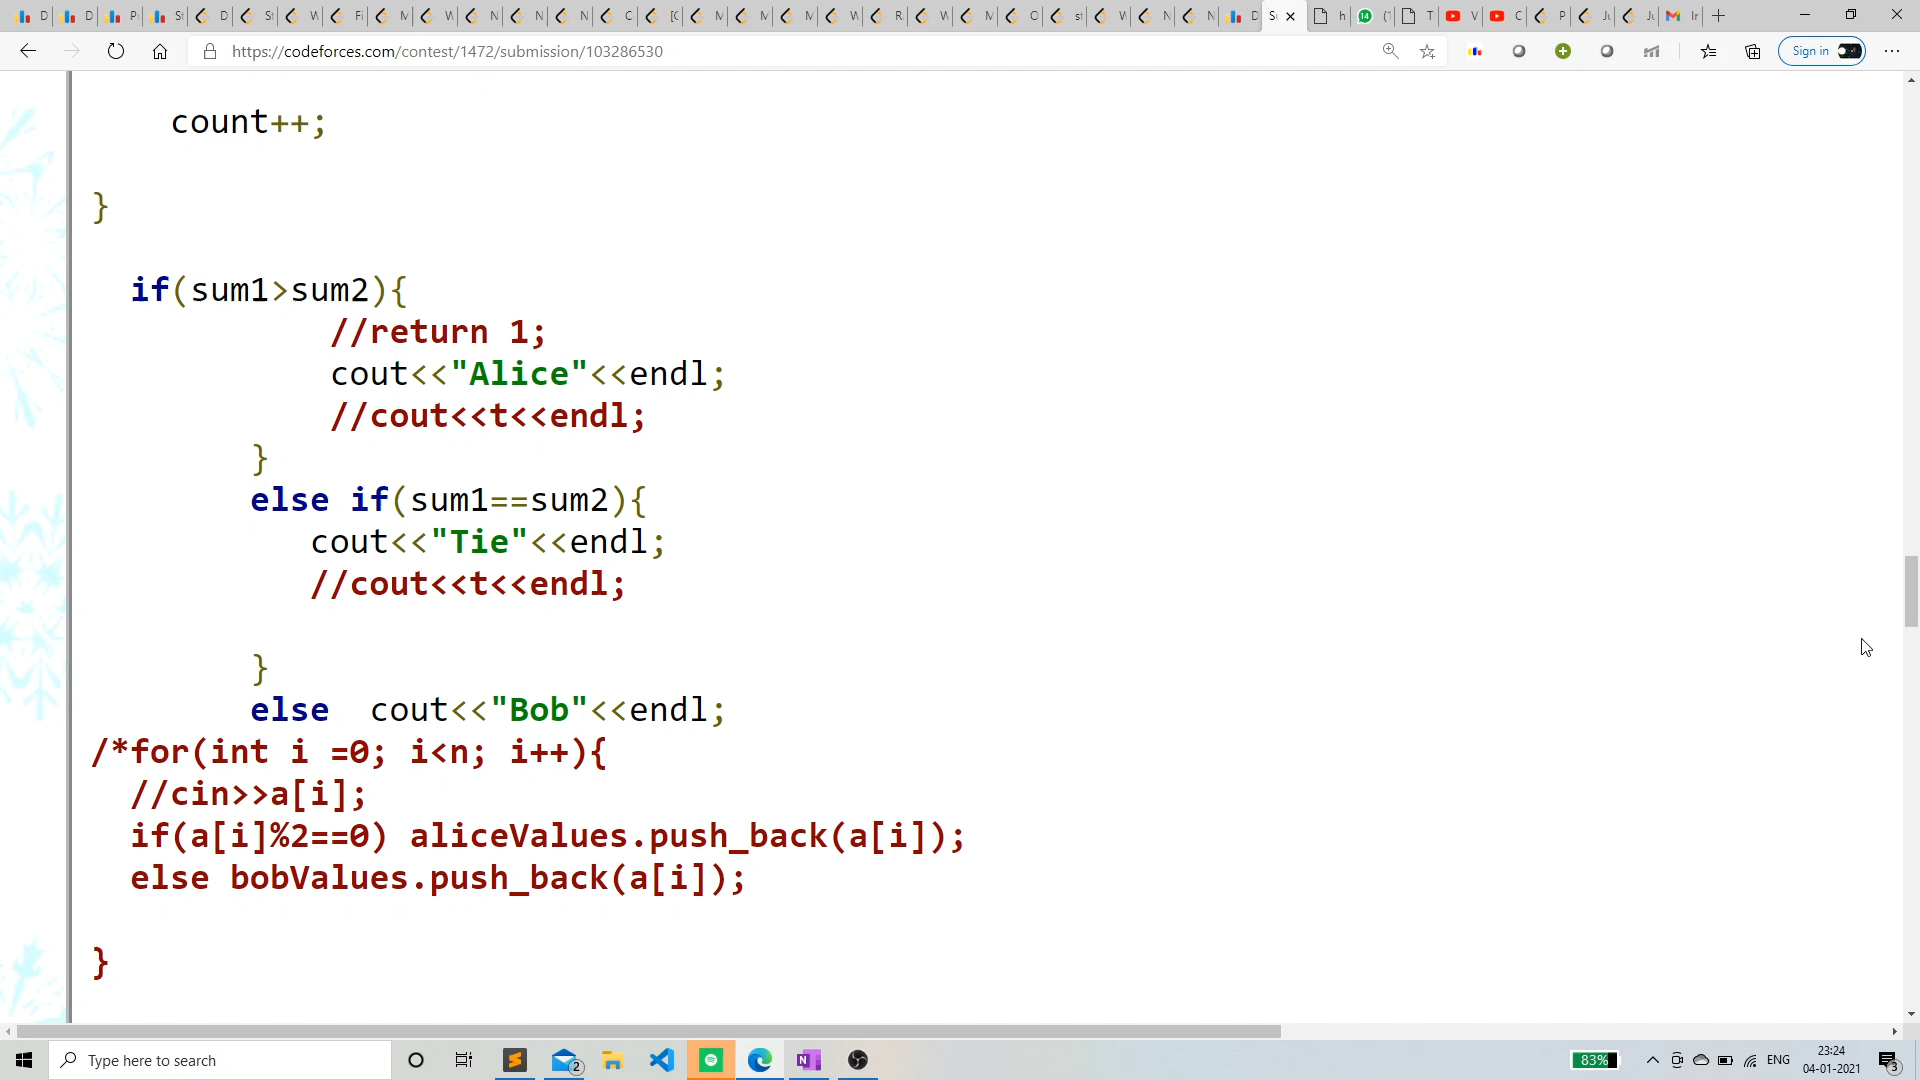 https://codeforces.com/contest/1472/submission/103286530
Sign in
count++;
}
if(sum1>sum2){
//return 1;
cout<<"Alice"<<endl;
//cout<<t<<endl;
}
else if(sum1==sum2){
cout<<"Tie"<<endl;
//cout<<t<<endl;
}
else cout<<"Bob"<<endl;
/*for(int i =0; i<n; i++){
//cin>>a[i];
if(a[i]%2==0) aliceValues.push_back(a[i]);
else bobValues.push_back(a[i]);
}
Type here to search
2
83%
ENG
23:24
04-01-2021
3